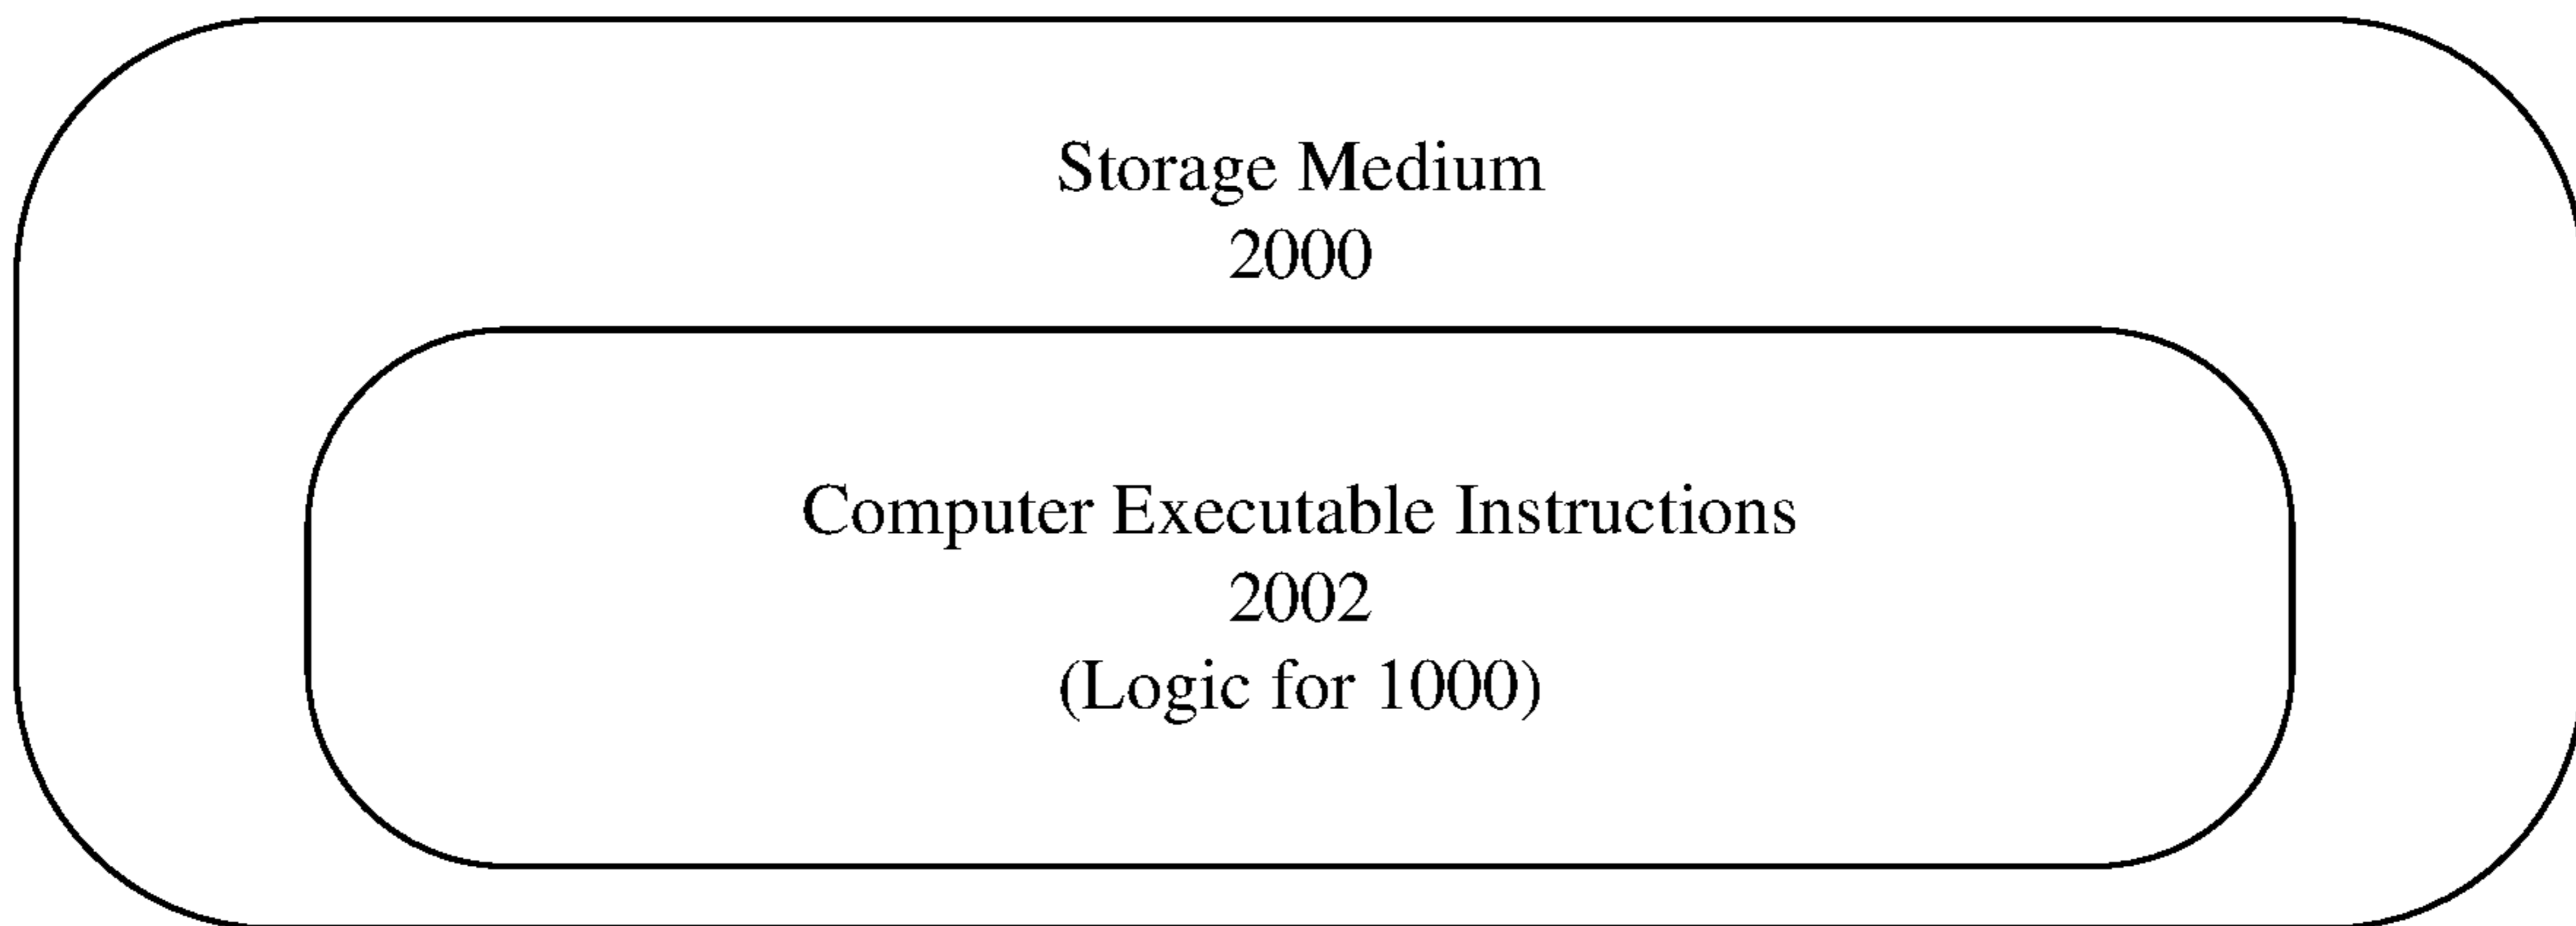 Storage Medium
2000
Computer Executable Instructions
2002
(Logic for 1000)